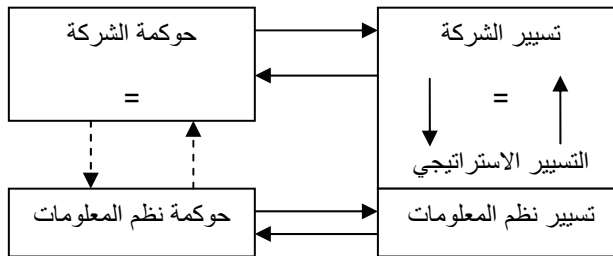 تسيير الشركة
=
التسيير الاستراتيجي
تسيير نظم المعلومات
حوكمة الشركة
=
حوكمة نظم المعلومات